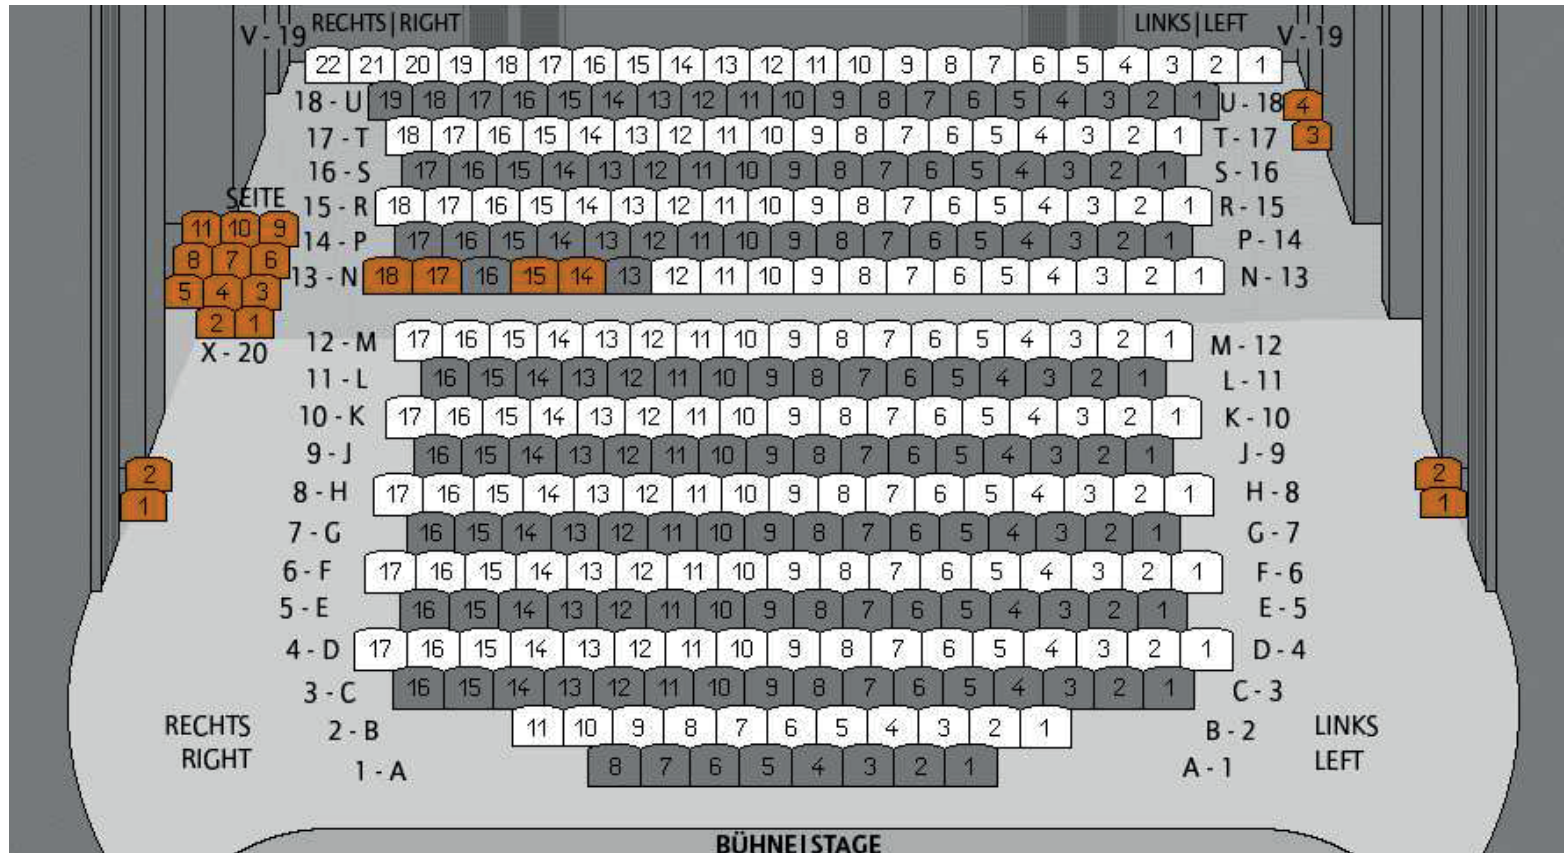 RECHTS|RIGHT LINKS|LEFT
V - 19 V - 19
22 21 20 19 18 17 16 15 14 13 12 11 10 9 8 7 6 5 4 3 2 1
18 - U 19 18 17 16 15 14 13 12 11 10 9 8 7 6 5 4 3 2 1 U - 18 4
17 - T 18 17 16 15 14 13 12 11 10 9 8 7 6 5 4 3 2 1 T - 17 3
16 - S 17 16 15 14 13 12 11 10 9 8 7 6 5 4 3 2 1 S - 16
SEITE
15 - R 18 17 16 15 14 13 12 11 10 9 8 7 6 5 4 3 2 1 R - 15
11 10 9
14 - P 17 16 15 14 13 12 11 10 9 8 7 6 5 4 3 2 1 P - 14
8 7 6
13 - N 18 17 16 15 14 13 12 11 10 9 8 7 6 5 4 3 2 1 N - 13
5 4 3
2 1
X - 20
12 - M 17 16 15 14 13 12 11 10 9 8 7 6 5 4 3 2 1 M - 12
11 - L 16 15 14 13 12 11 10 9 8 7 6 5 4 3 2 1 L - 11
10 - K 17 16 15 14 13 12 11 10 9 8 7 6 5 4 3 2 1 K - 10
9 - J 16 15 14 13 12 11 10 9 8 7 6 5 4 3 2 1 J - 9
2 2
8 - H 17 16 15 14 13 12 11 10 9 8 7 6 5 4 3 2 1 H - 8
1 1
7 - G 16 15 14 13 12 11 10 9 8 7 6 5 4 3 2 1 G - 7
6 - F 17 16 15 14 13 12 11 10 9 8 7 6 5 4 3 2 1 F - 6
5 - E 16 15 14 13 12 11 10 9 8 7 6 5 4 3 2 1 E - 5
4 - D 17 16 15 14 13 12 11 10 9 8 7 6 5 4 3 2 1 D - 4
3 - C 16 15 14 13 12 11 10 9 8 7 6 5 4 3 2 1 C - 3
RECHTS 2 - B 11 10 9 8 7 6 5 4 3 2 1 B - 2 LINKS
RIGHT 1 - A 8 7 6 5 4 3 2 1 A - 1 LEFT
BÜHNE|STAGE